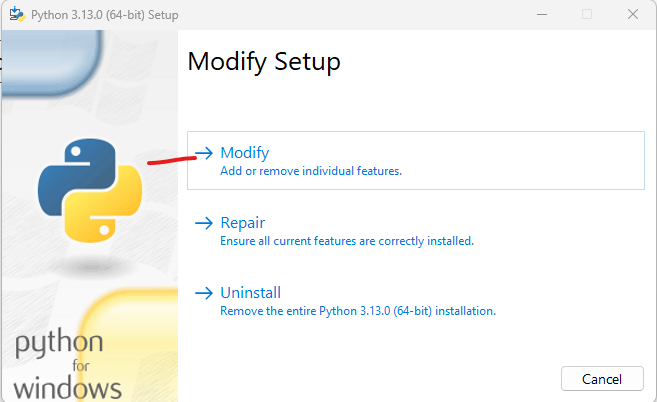 Python 3.13.0 (64-bit) Setup
Modify Setup
Modify
Add or remove individual features.
Repair
Ensure all current features are correctly installed.
Uninstall
Remove the entire Python 3.13.0 (64-bit) installation.
python
for
windows
Cancel